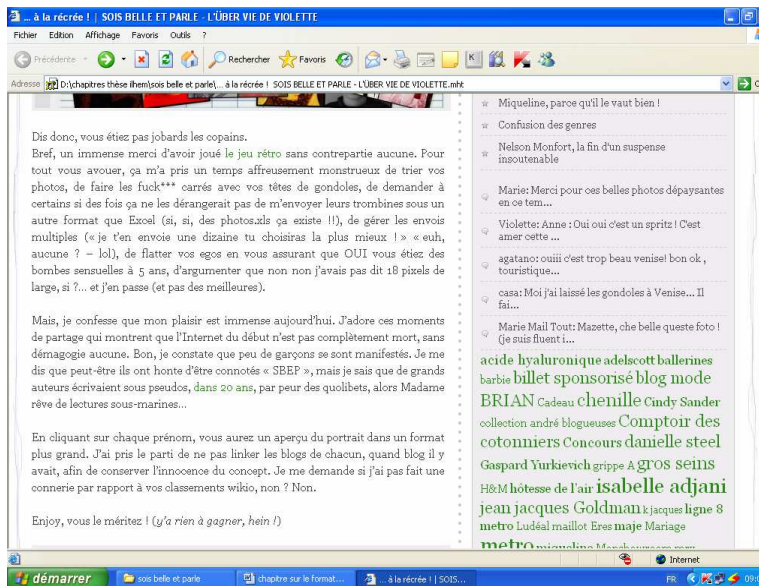 ... à la récrée ! | SOIS BELLE ET PARLE - L'ÜBER VIE DE VIOLETTE
Fichier Edition Affichage Favoris Outils ?
Précédente Rechercher Favoris
Adresse D:\chapitres thèse ilhem\sois belle et parle\... à la récrée ! SOIS BELLE ET PARLE - L'ÜBER VIE DE VIOLETTE.mht
Dis donc, vous étiez pas jobards les copains.
Bref, un immense merci d'avoir joué le jeu rétro sans contrepartie aucune. Pour
tout vous avouer, ça m'a pris un temps affreusement monstrueux de trier vos
photos, de faire les fuck*** carrés avec vos têtes de gondoles, de demander à
certains si des fois ça ne les dérangerait pas de m'envoyer leurs trombines sous un
autre format que Excel (si, si, des photos.xls ça existe !!), de gérer les envois
multiples (« je t'en envoie une dizaine tu choisiras la plus mieux ! » « euh,
aucune ? – lol), de flatter vos egos en vous assurant que OUI vous étiez des
bombes sensuelles à 5 ans, d'argumenter que non non j'avais pas dit 18 pixels de
large, si ?... et j'en passe (et pas des meilleures).
Mais, je confesse que mon plaisir est immense aujourd'hui. J'adore ces moments
de partage qui montrent que l'Internet du début n'est pas complètement mort, sans
démagogie aucune. Bon, je constate que peu de garçons se sont manifestés. Je me
dis que peut-être ils ont honte d'être connotés « SBEP », mais je sais que de grands
auteurs écrivaient sous pseudos, dans 20 ans, par peur des quolibets, alors Madame
rêve de lectures sous-marines...
En cliquant sur chaque prénom, vous aurez un aperçu du portrait dans un format
plus grand. J'ai pris le parti de ne pas linker les blogs de chacun, quand blog il y
avait, afin de conserver l'innocence du concept. Je me demande si j'ai pas fait une
connerie par rapport à vos classements wikio, non ? Non.
Enjoy, vous le méritez ! (y'a rien à gagner, hein !)
Miqueline, parce qu'il le vaut bien !
Confusion des genres
Nelson Monfort, la fin d'un suspense
insoutenable
Marie: Merci pour ces belles photos dépaysantes
en ce tem...
Violette: Anne : Oui oui c'est un spritz ! C'est
amer cette ...
agatano: ouiii c'est trop beau venise! bon ok ,
touristique...
casa: Moi j'ai laissé les gondoles à Venise... Il
fai...
Marie Mail Tout: Mazette, che belle queste foto !
(je suis fluent i...
acide hyaluronique adelscott ballerines
barbie billet sponsorisé blog mode
BRIAN Cadeau chenille Cindy Sander
collection andré blogueuses Comptoir des
cotonniers Concours danielle steel
Gaspard Yurkievich grippe A gros seins
H&M hôtesse de l'air isabelle adjani
jean jacques Goldman k jacques ligne 8
metro Ludéal maillot Eres maje Mariage
metro miqueline
Internet
démarrer sois belle et parle chapitre sur le format... ... à la récrée ! | SOIS... FR